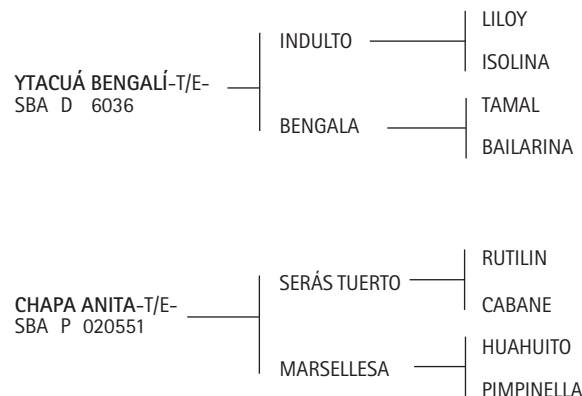 LILOY
INDULTO
ISOLINA
YTACUÁ BENGALÍ-T/E-
SBA D 6036
TAMAL
BENGALA
BAILARINA
RUTILIN
SERÁS TUERTO
CABANE
CHAPA ANITA-T/E-
SBA P 020551
HUAHUITO
MARSELLESA
PIMPINELLA